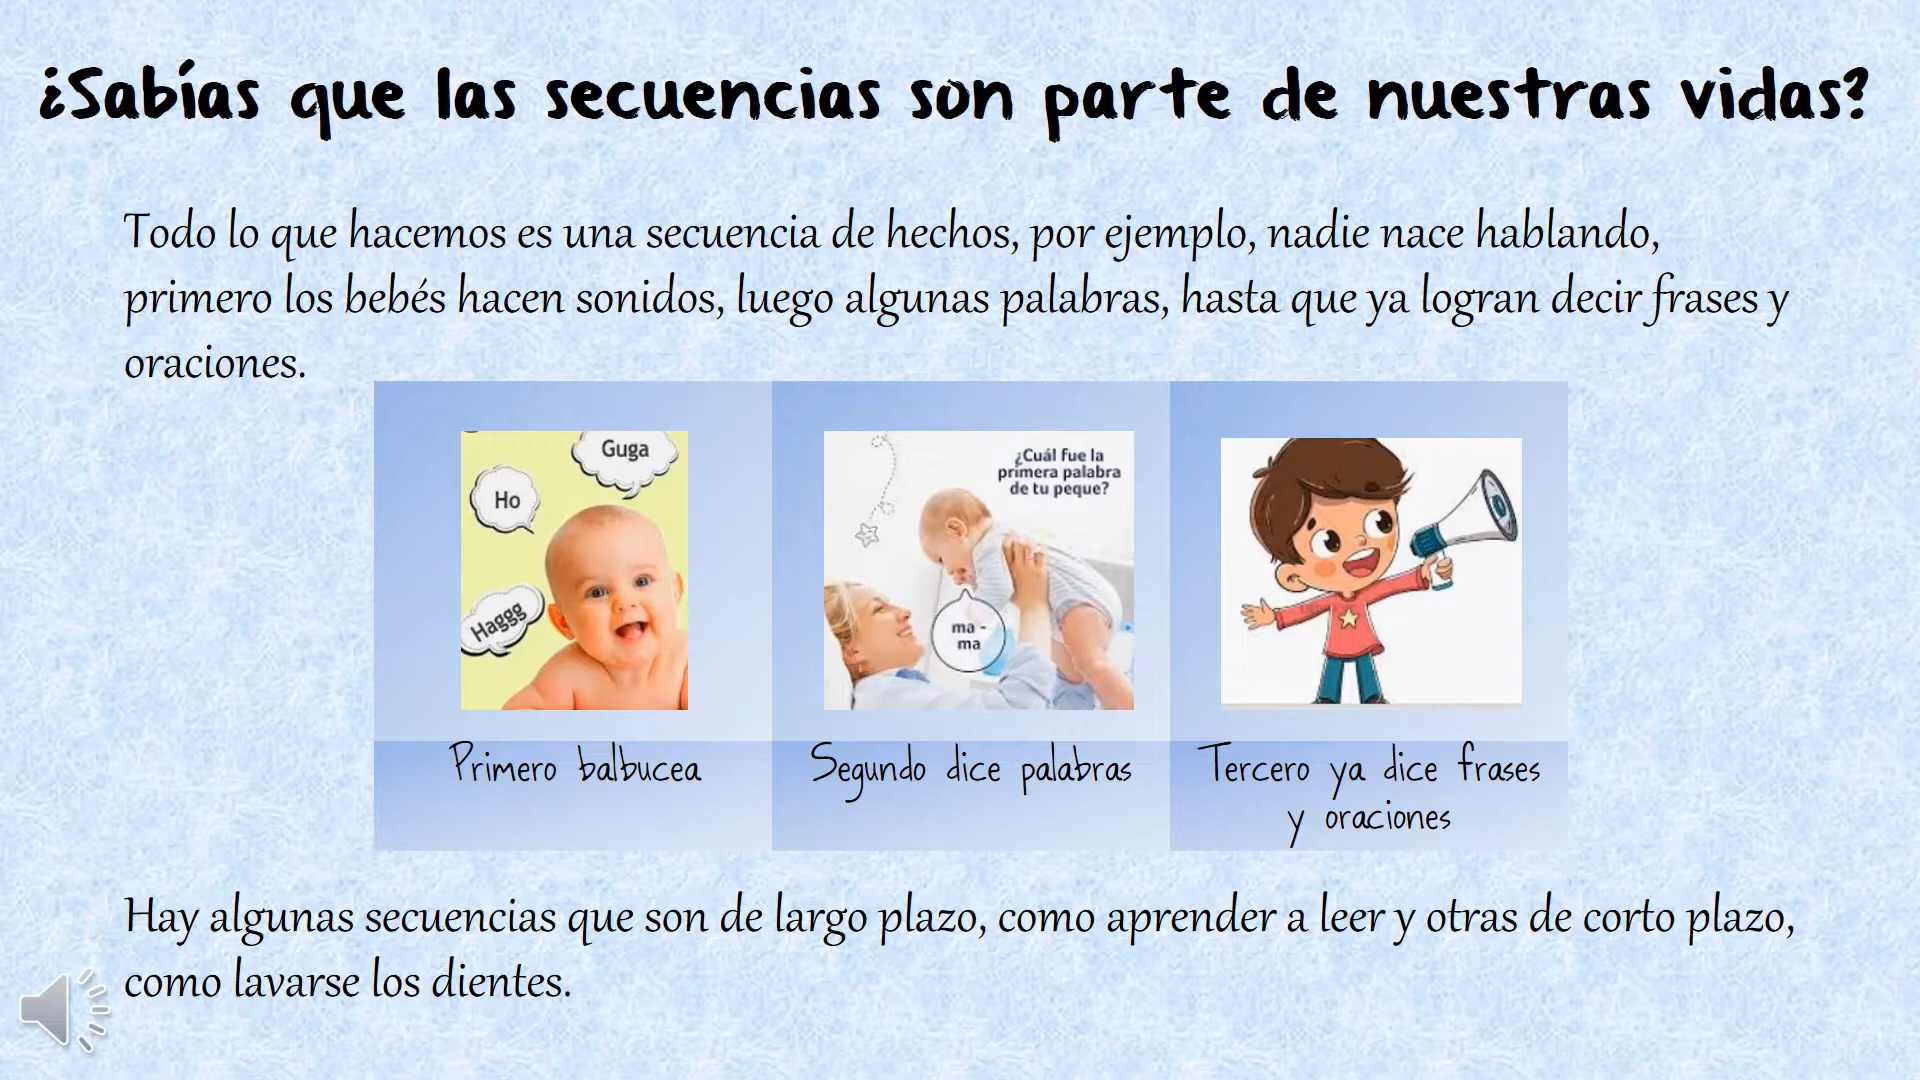 ¿Sabías que las secuencias son parte de nuestras vidas?
Todo lo que hacemos es una secuencia de hechos, por ejemplo, nadie nace hablando,
primero los bebés hacen sonidos, luego algunas palabras, hasta que ya logran decir frases y
oraciones.
Guga
Ho
Haggg
¿Cuál fue la
primera palabra
de tu peque?
ma -
ma
Primero balbucea
Segundo dice palabras
Tercero ya dice frases
y oraciones
Hay algunas secuencias que son de largo plazo, como aprender a leer y otras de corto plazo,
como lavarse los dientes.